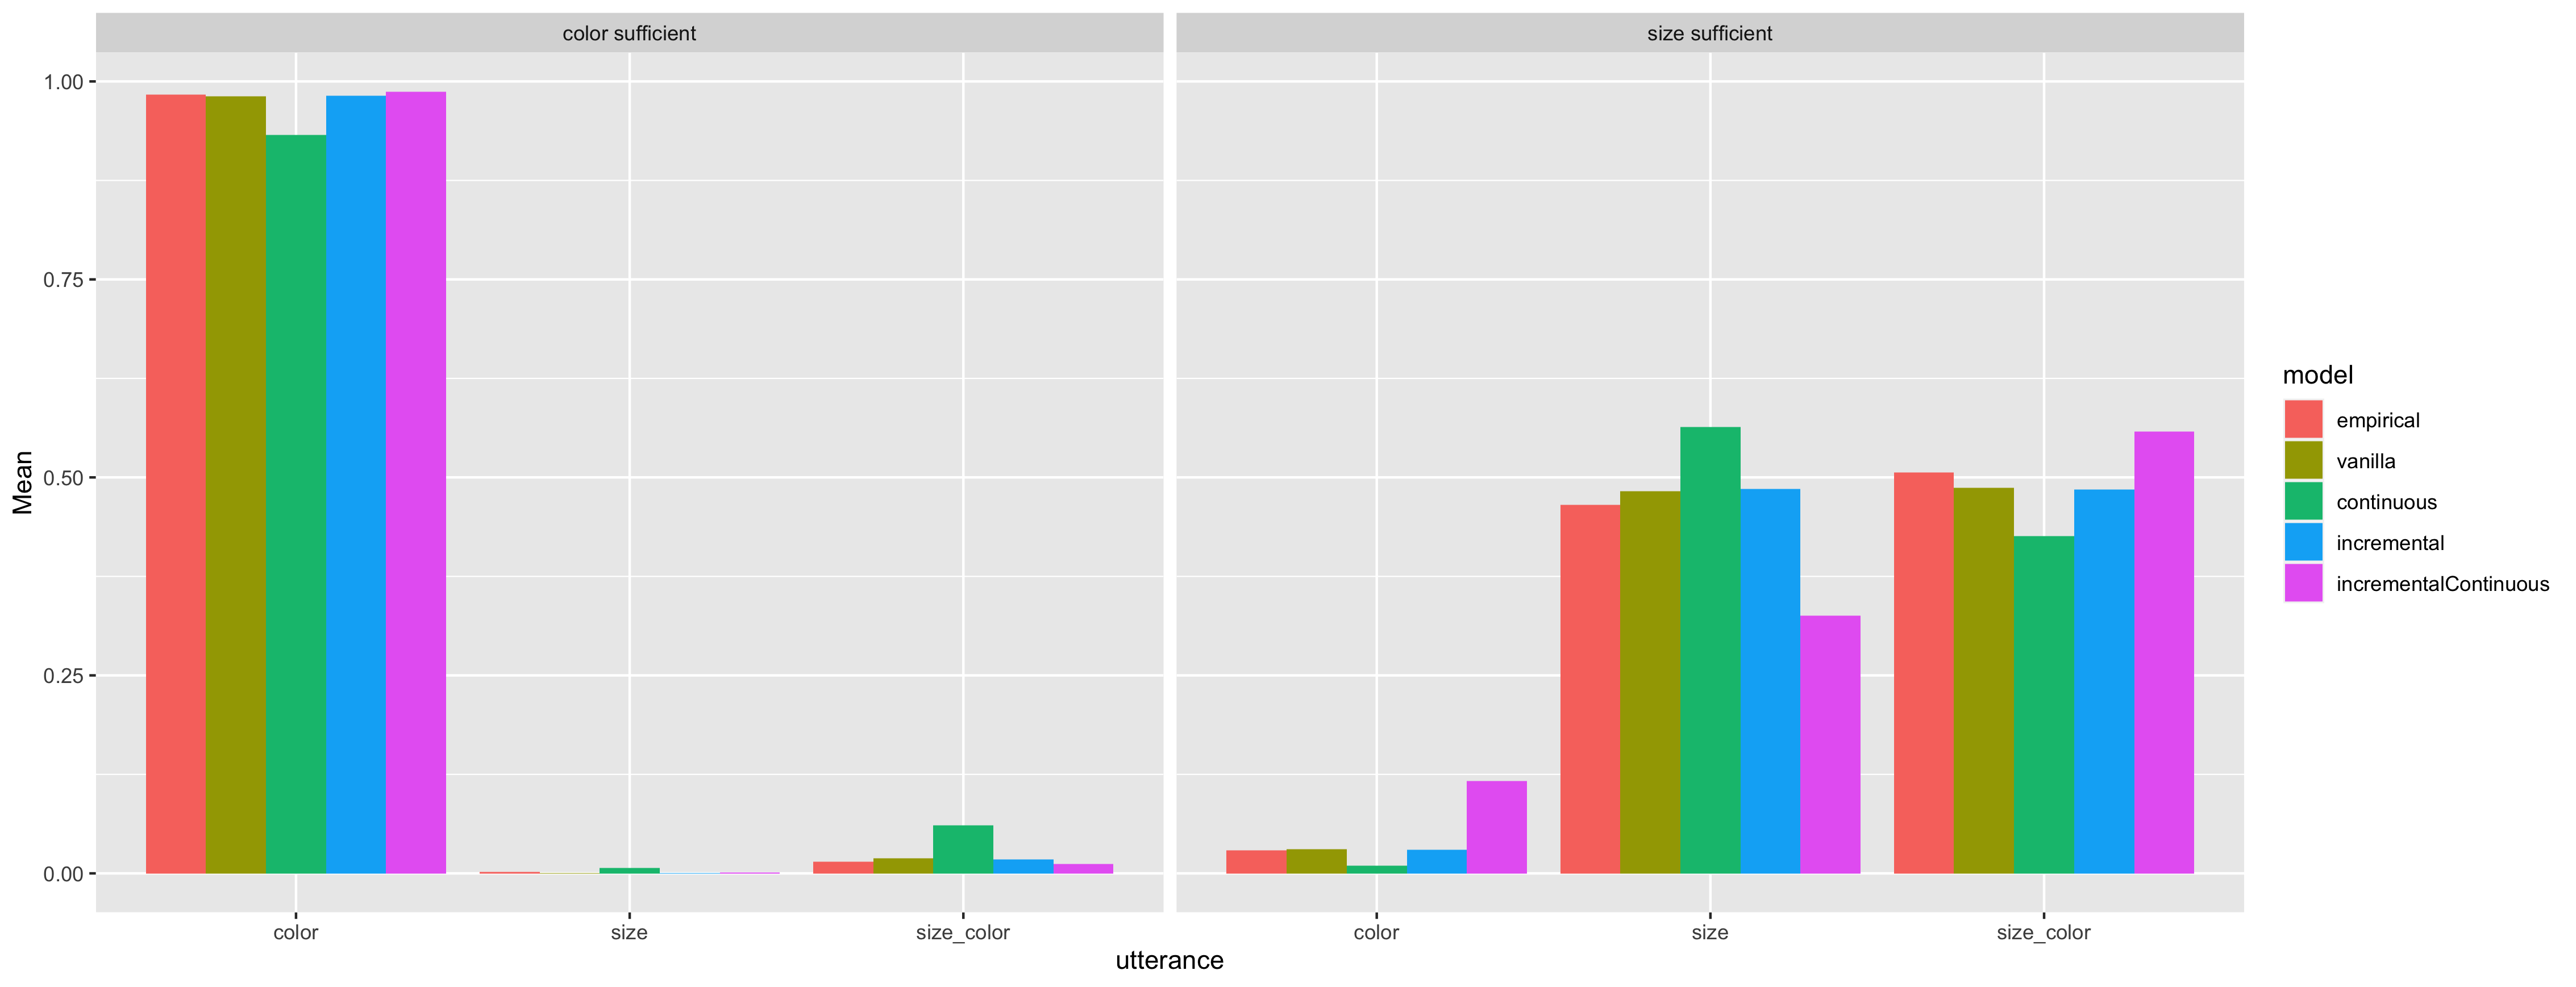 color sufficient
size sufficient
1.00
0.75
0.50
0.25
0.00
Mean
color
size
size_color
color
size
size_color
utterance
model
empirical
vanilla
continuous
incremental
incrementalContinuous